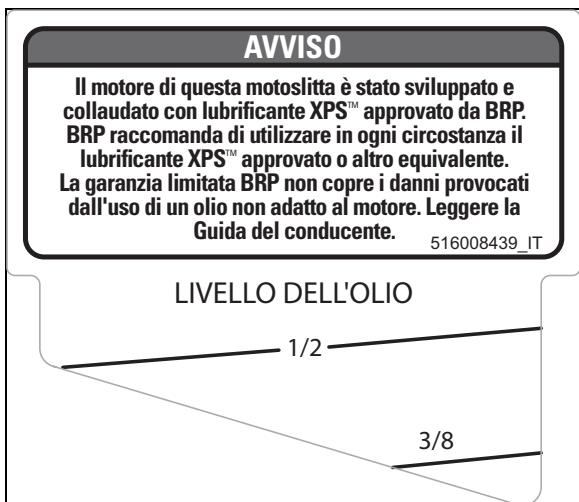 AVVISO
Il motore di questa motoslitta è stato sviluppato e
collaudato con lubrificante XPS™ approvato da BRP.
BRP raccomanda di utilizzare in ogni circostanza il
lubrificante XPS™ approvato o altro equivalente.
La garanzia limitata BRP non copre i danni provocati
dall'uso di un olio non adatto al motore. Leggere la
Guida del conducente. 516008439_IT
LIVELLO DELL'OLIO
1/2
3/8